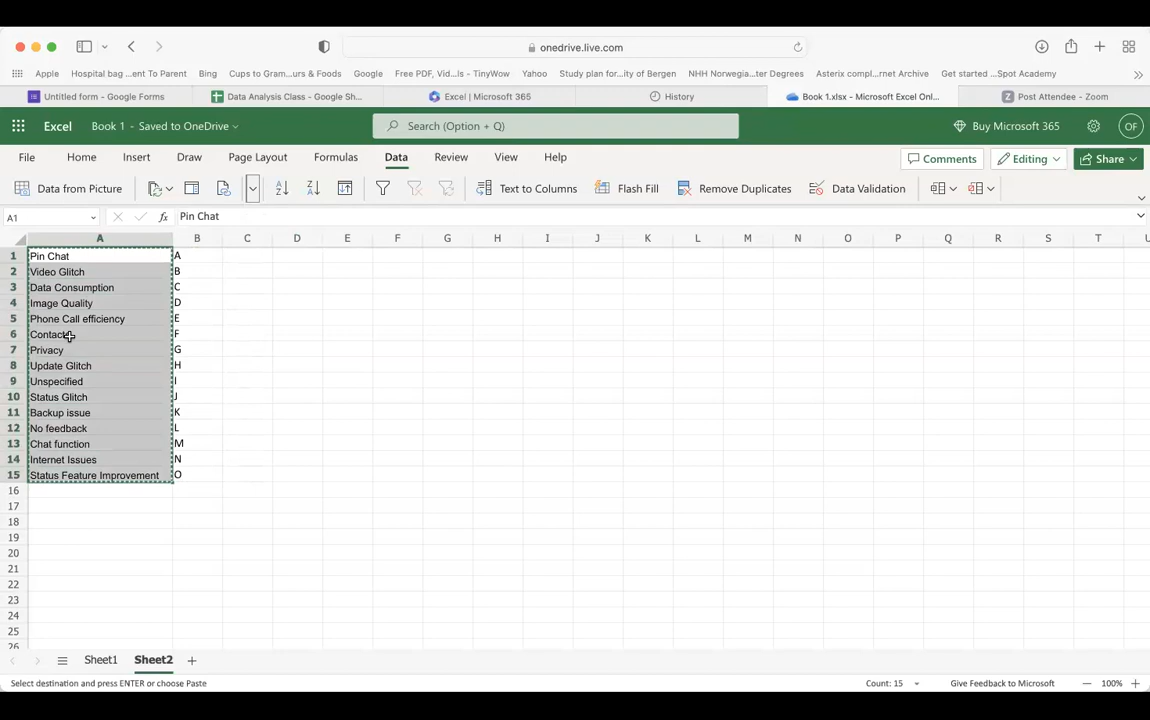 onedrive.live.com
Apple Hospital bag ...ent To Parent Bing Cups to Gram...urs & Foods Google Free PDF, Vid...ls - TinyWow Yahoo Study plan for...ity of Bergen NHH Norwegia...ter Degrees Asterix compl...rnet Archive Get started ...Spot Academy
Untitled form - Google Forms Data Analysis Class - Google Sh... Excel | Microsoft 365 History Book 1.xlsx - Microsoft Excel Onl... Post Attendee - Zoom
Excel Book 1 - Saved to OneDrive Search (Option + Q) Buy Microsoft 365 OF
File Home Insert Draw Page Layout Formulas Data Review View Help Comments Editing Share
Data from Picture Text to Columns Flash Fill Remove Duplicates Data Validation
A1 fx Pin Chat
A B C D E F G H I J K L M N O P Q R S T U
1 Pin Chat A
2 Video Glitch B
3 Data Consumption C
4 Image Quality D
5 Phone Call efficiency E
6 Contact F
7 Privacy G
8 Update Glitch H
9 Unspecified I
10 Status Glitch J
11 Backup issue K
12 No feedback L
13 Chat function M
14 Internet Issues N
15 Status Feature Improvement O
16
17
18
19
20
21
22
23
24
25
26
Sheet1 Sheet2
Select destination and press ENTER or choose Paste Count: 15 Give Feedback to Microsoft 100%